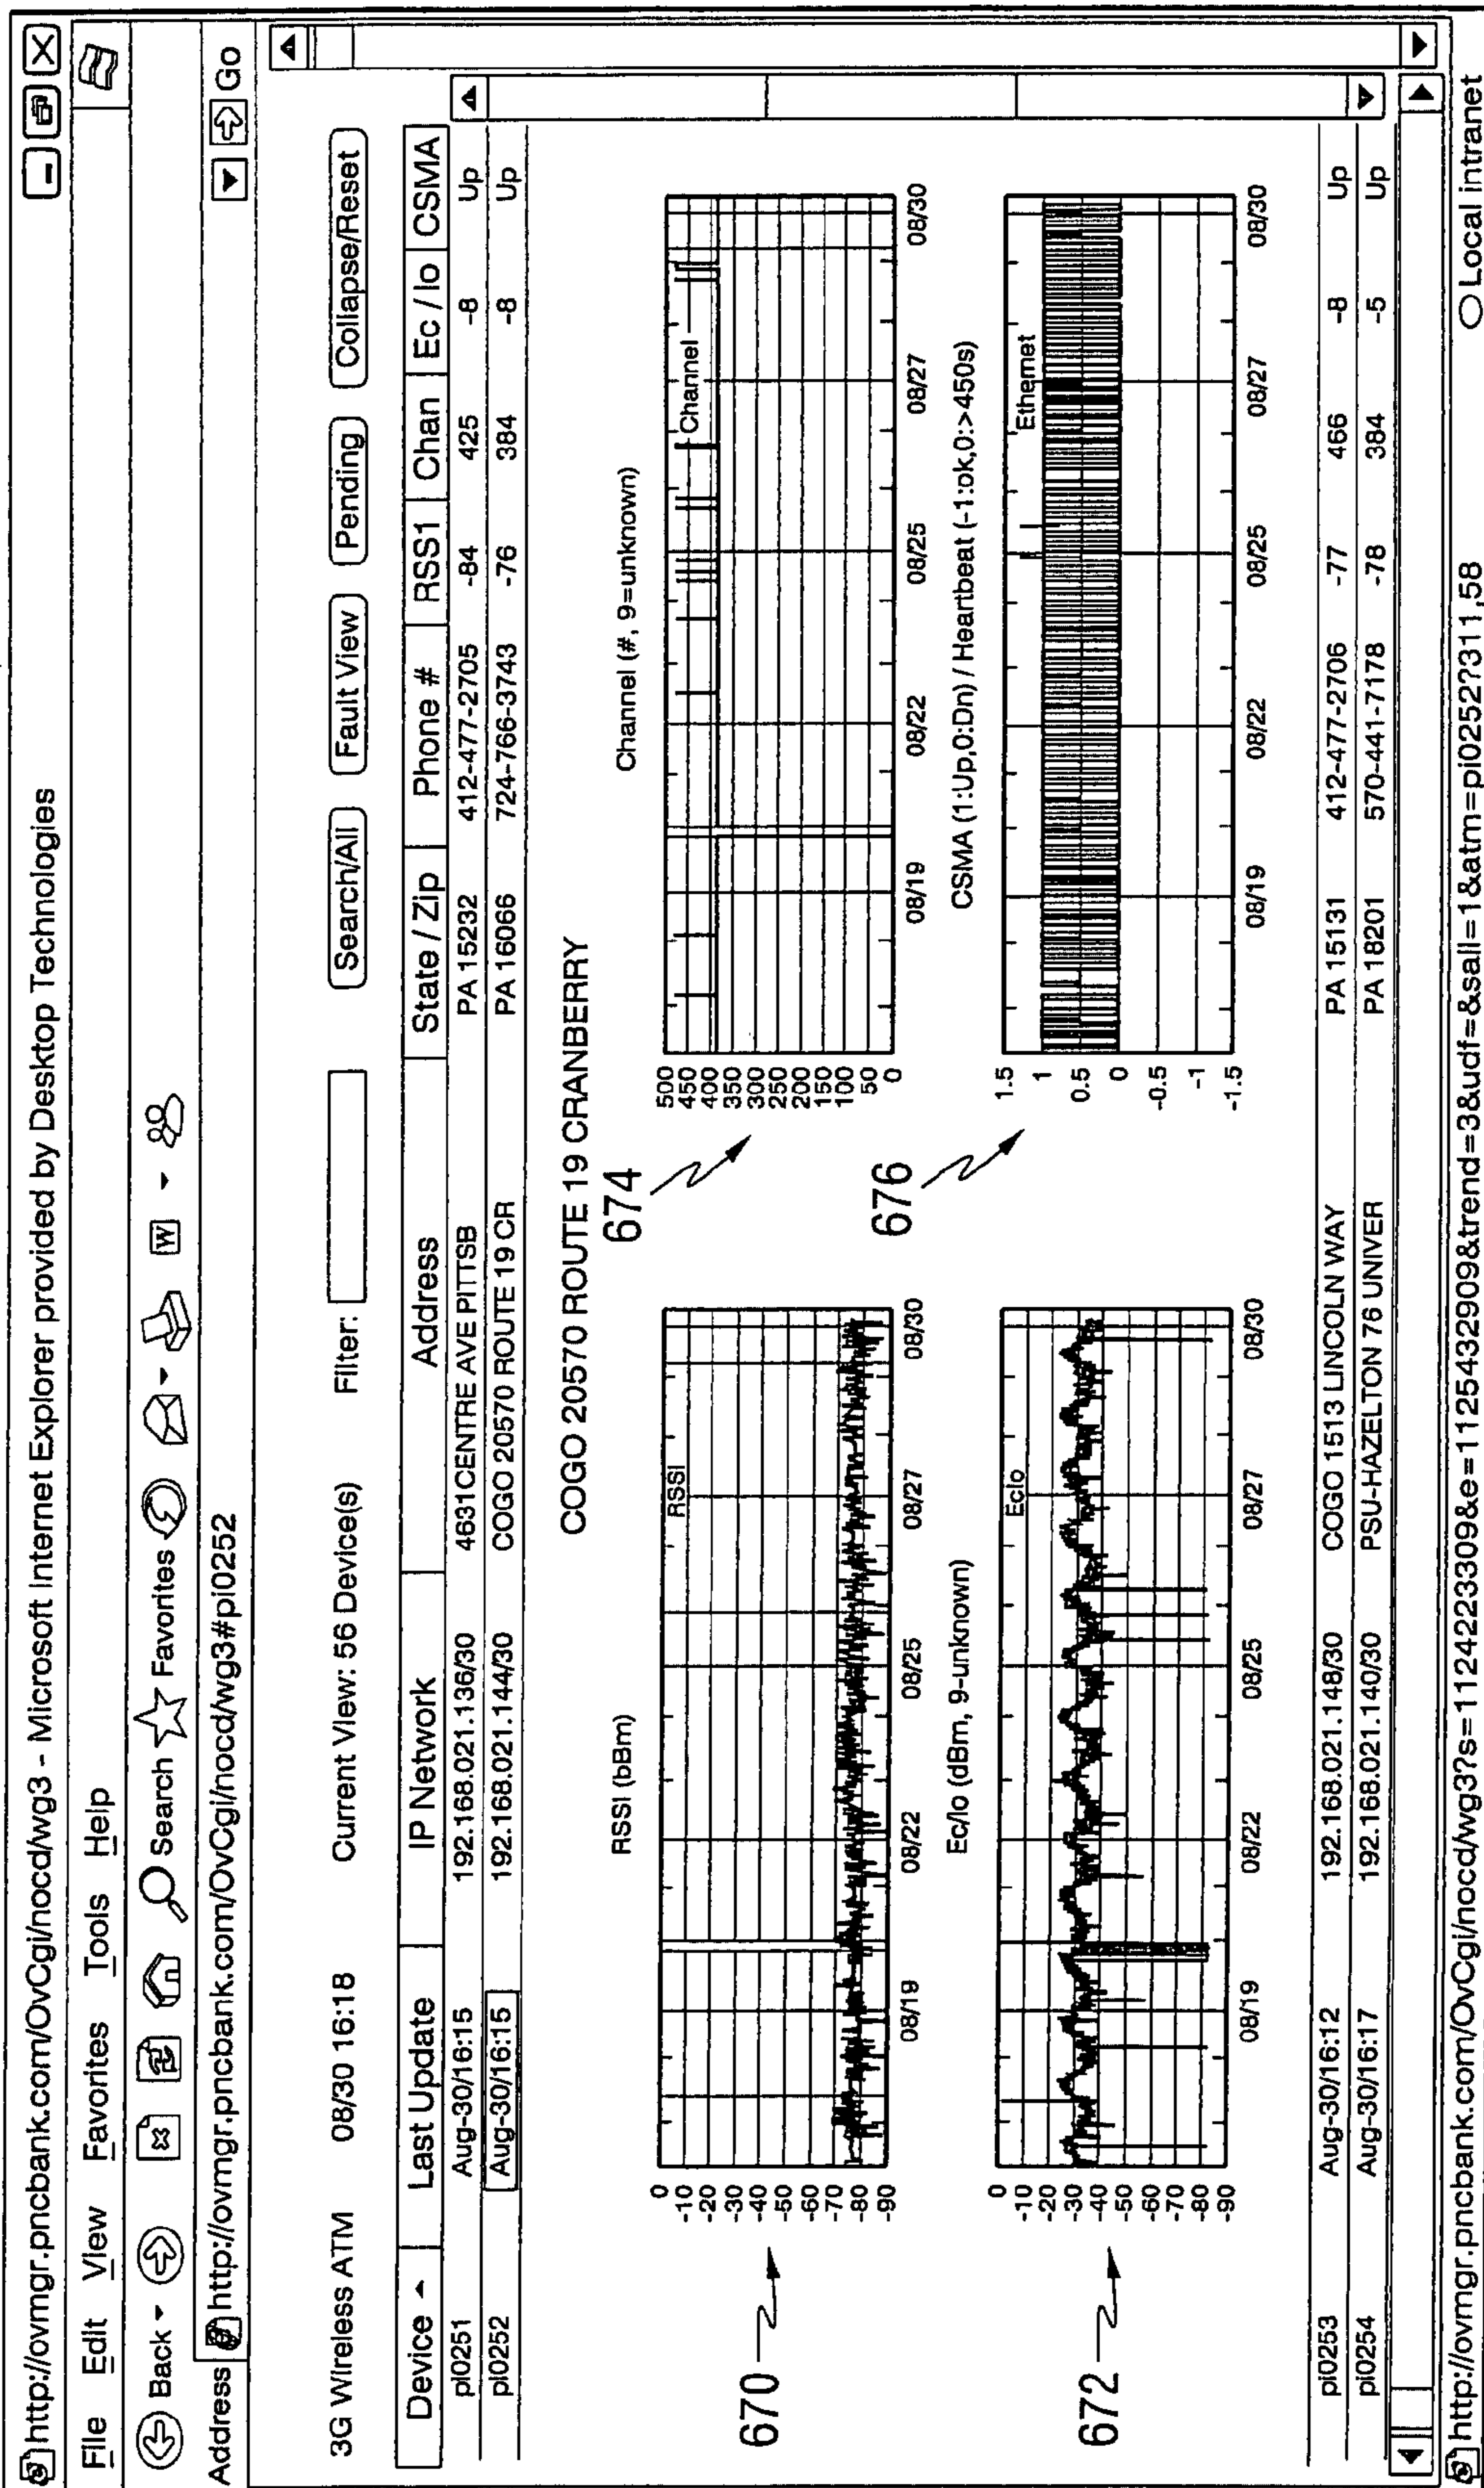 http://ovmgr.pncbank.com/OvCgi/nocd/wg3 - Microsoft Internet Explorer provided by Desktop Technologies
File Edit View Favorites Tools Help
Back Search Favorites W
Address http://ovmgr.pncbank.com/OvCgi/nocd/wg3#pi0252 Go
3G Wireless ATM 08/30 16:18 Current View: 56 Device(s) Filter: Search/All Fault View Pending Collapse/Reset
Device Last Update IP Network Address State / Zip Phone # RSS1 Chan Ec / Io CSMA
pi0251 Aug-30/16:15 192.168.021.136/30 4631CENTRE AVE PITTSB PA 15232 412-477-2705 -84 425 -8 Up
pi0252 Aug-30/16:15 192.168.021.144/30 COGO 20570 ROUTE 19 CR PA 16066 724-766-3743 -76 384 -8 Up
COGO 20570 ROUTE 19 CRANBERRY
670
RSSI (bBm)
0
-10
-20
-30
-40
-50
-60
-70
-80
-90
RSSI
08/19 08/22 08/25 08/27 08/30
674
Channel (#, 9=unknown)
500
450
400
350
300
250
200
150
100
50
0
Channel
08/19 08/22 08/25 08/27 08/30
672
Ec/Io (dBm, 9-unknown)
0
-10
-20
-30
-40
-50
-60
-70
-80
-90
EcIo
08/19 08/22 08/25 08/27 08/30
676
CSMA (1:Up,0:Dn) / Heartbeat (-1:ok,0:>450s)
1.5
1
0.5
0
-0.5
-1
-1.5
Ethemet
08/19 08/22 08/25 08/27 08/30
pi0253 Aug-30/16:12 192.168.021.148/30 COGO 1513 LINCOLN WAY PA 15131 412-477-2706 -77 466 -8 Up
pi0254 Aug-30/16:17 192.168.021.140/30 PSU-HAZELTON 76 UNIVER PA 18201 570-441-7178 -78 384 -5 Up
http://ovmgr.pncbank.com/OvCgi/nocd/wg3?s=1124223309&e=1125432909&trend=3&udf=&sall=1&atm=pi0252?311,58 Local intranet